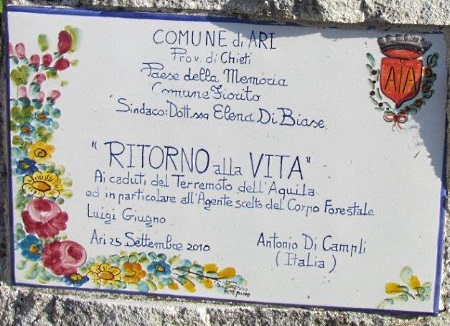 COMUNE di ARI
Prov. di Chieti
Paese della Memoria
Comune Fiorito
Sindaco: Dott.ssa Elena Di Biase
"RITORNO alla VITA"
Ai caduti del Terremoto dell'Aquila
ed in particolare all'Agente scelto del Corpo Forestale
Luigi Giugno
Ari 25 Settembre 2010
Antonio Di Campli
(Italia)